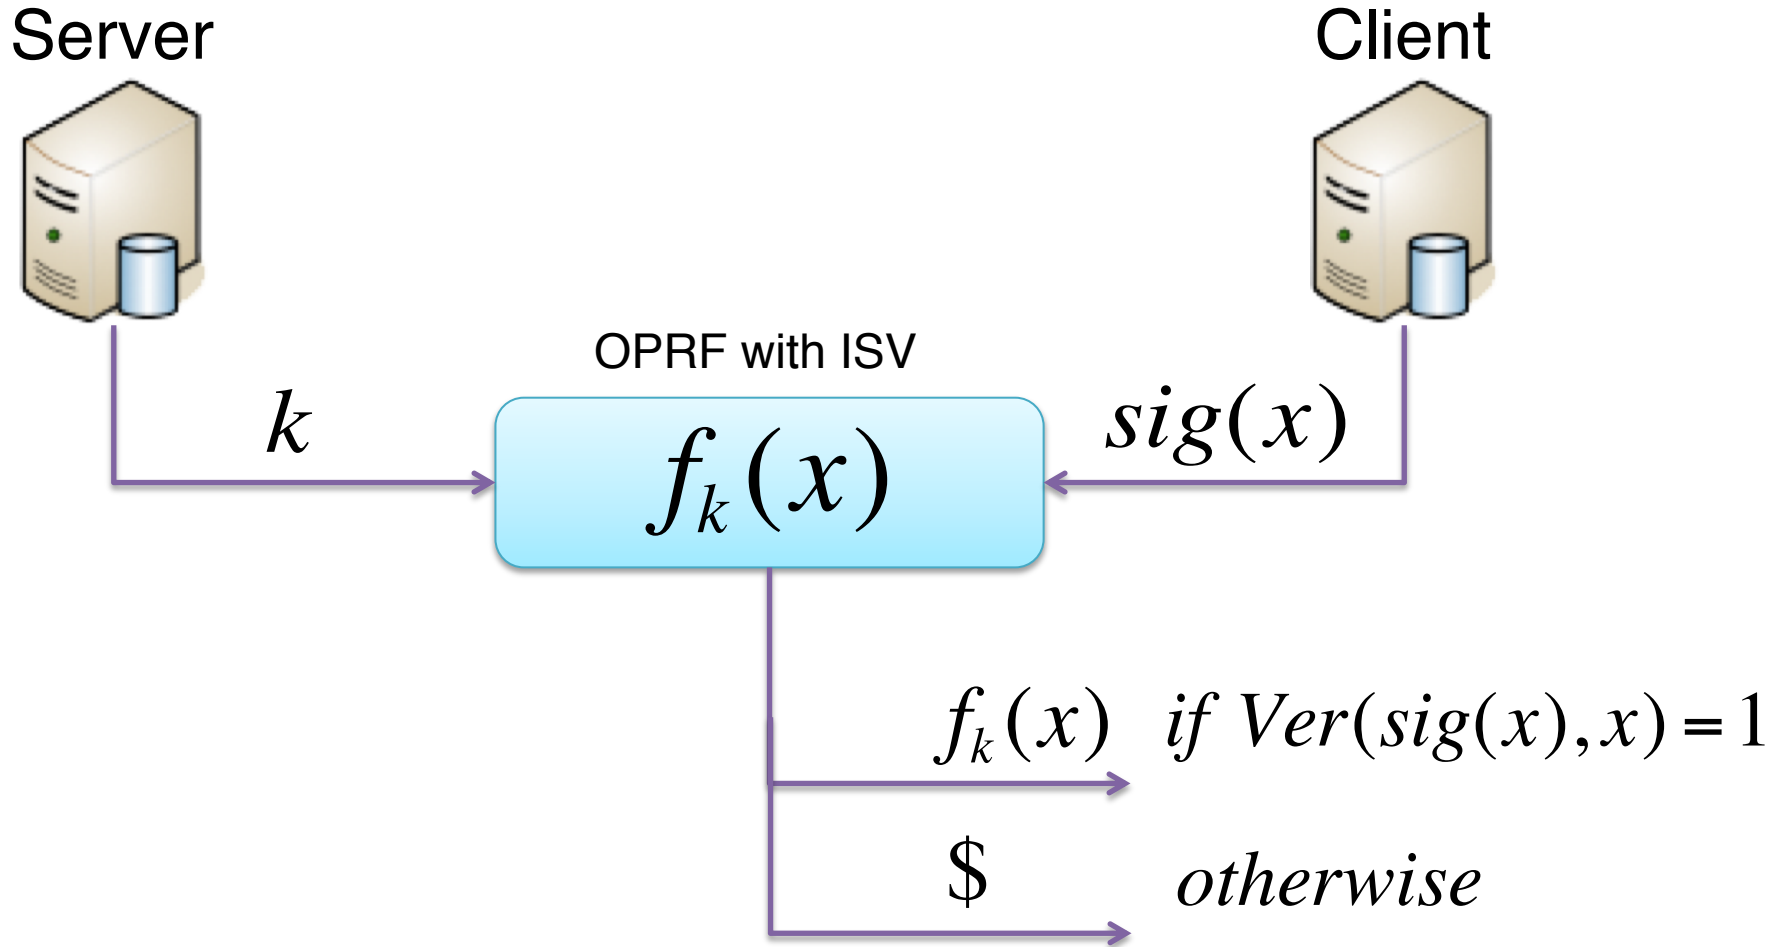 Server
Client
OPRF with ISV
k
f_k(x)
sig(x)
f_k(x) if Ver(sig(x),x)=1
$ otherwise